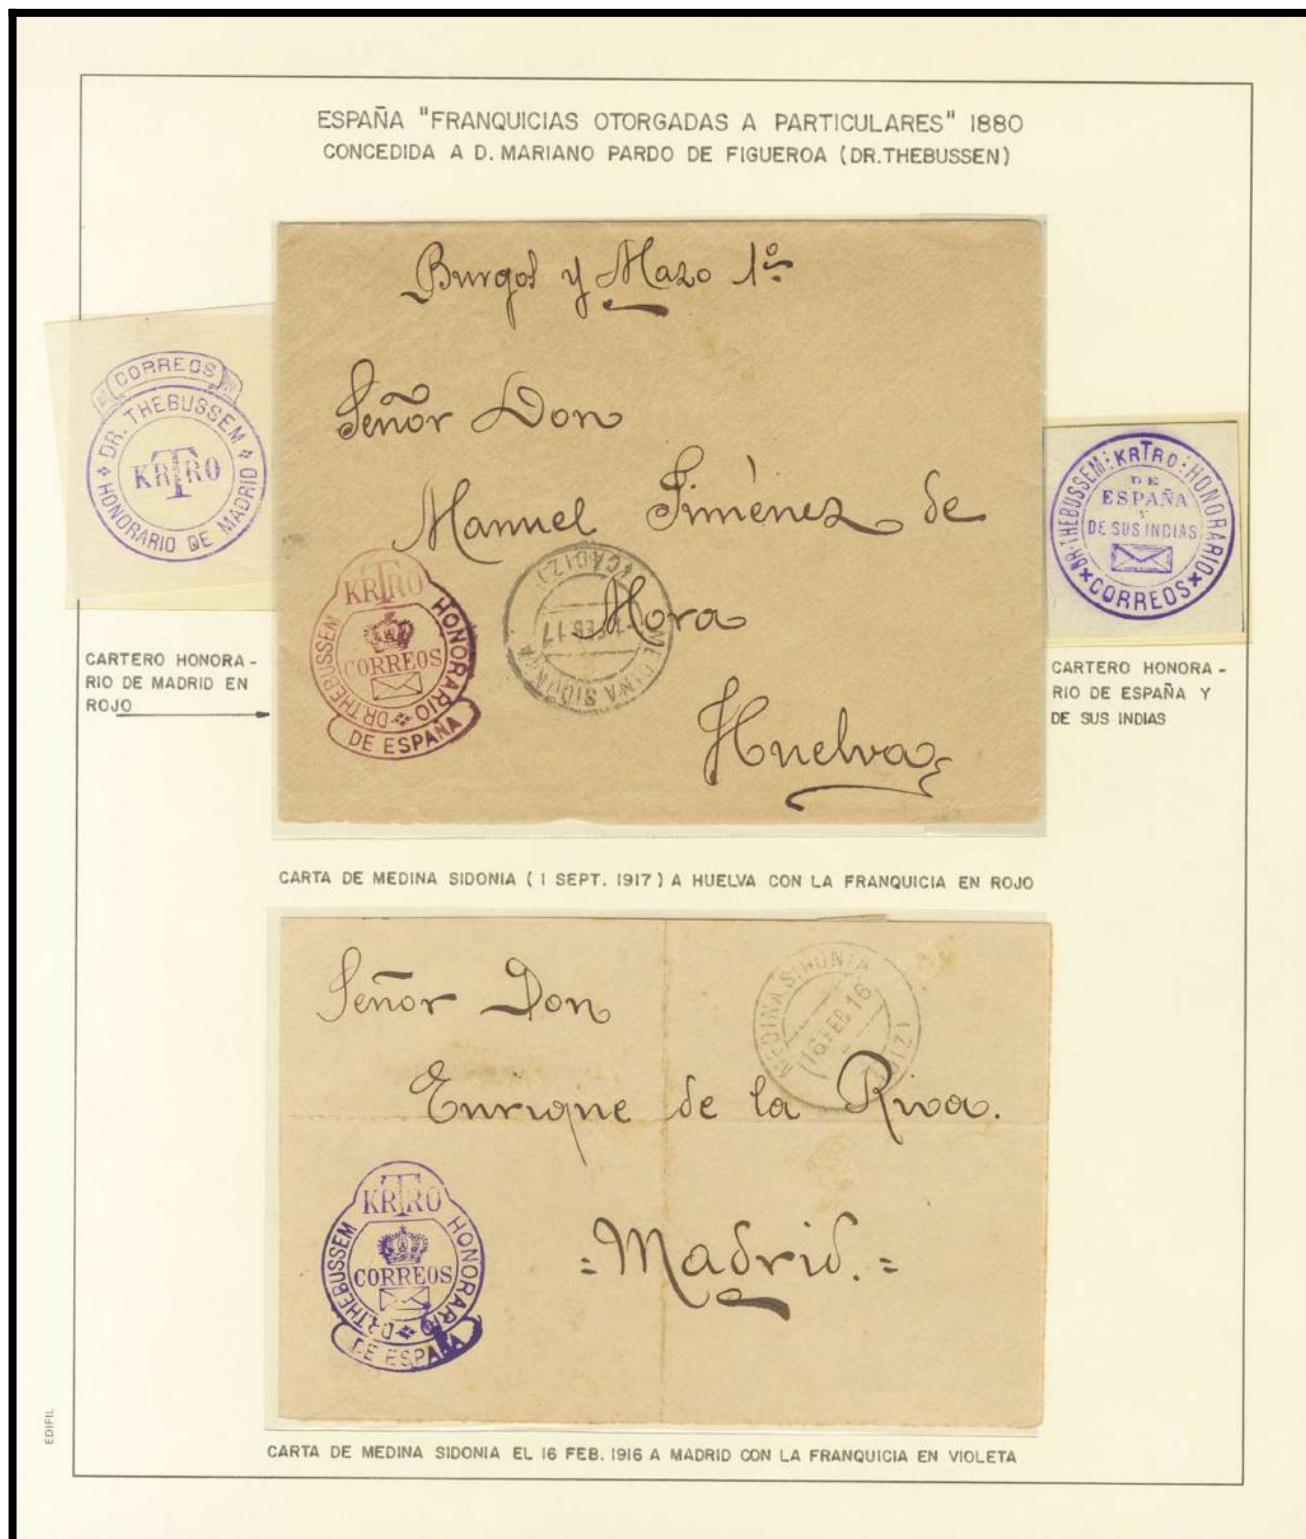 ESPAÑA "FRANQUICIAS OTORGADAS A PARTICULARES" 1880
CONCEDIDA A D. MARIANO PARDO DE FIGUEROA (DR.THEBUSSEN)
Burgos y Mazo 1º
Señor Don
Manuel Jiménez de
Mora
Huelva
CORREOS
DR. THEBUSSEM
KRTRO
HONORARIO DE MADRID
CARTERO HONORA-
RIO DE MADRID EN
ROJO
KRTRO
DR.THEBUSSEM HONORARIO
CORREOS
DE ESPAÑA
MEDINA SIDONIA
FEB 17
(CADIZ)
DR.THEBUSSEM:KRTRO:HONORARIO
DE
ESPAÑA
Y
DE SUS INDIAS
CORREOS
CARTERO HONORA-
RIO DE ESPAÑA Y
DE SUS INDIAS
CARTA DE MEDINA SIDONIA (1 SEPT. 1917) A HUELVA CON LA FRANQUICIA EN ROJO
Señor Don
Enrique de la Riva.
=Madrid.=
MEDINA SIDONIA
16 FEB 16
KRTRO
DR.THEBUSSEM HONORARIO
CORREOS
DE ESPAÑA
CARTA DE MEDINA SIDONIA EL 16 FEB. 1916 A MADRID CON LA FRANQUICIA EN VIOLETA
EDIFIL